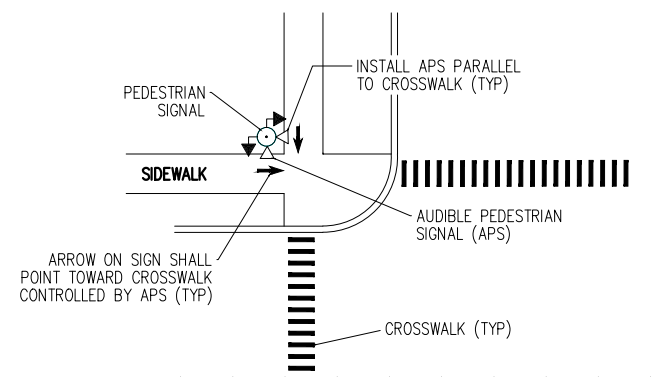 INSTALL APS PARALLEL
TO CROSSWALK (TYP)
PEDESTRIAN
SIGNAL
SIDEWALK
AUDIBLE PEDESTRIAN
SIGNAL (APS)
ARROW ON SIGN SHALL
POINT TOWARD CROSSWALK
CONTROLLED BY APS (TYP)
CROSSWALK (TYP)